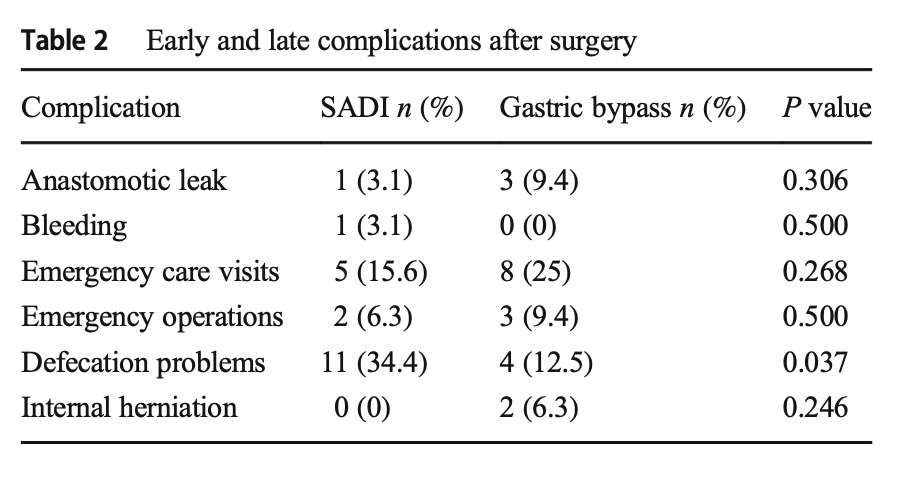 Table 2 Early and late complications after surgery
Complication SADI n (%) Gastric bypass n (%) P value
Anastomotic leak 1 (3.1) 3 (9.4) 0.306
Bleeding 1 (3.1) 0 (0) 0.500
Emergency care visits 5 (15.6) 8 (25) 0.268
Emergency operations 2 (6.3) 3 (9.4) 0.500
Defecation problems 11 (34.4) 4 (12.5) 0.037
Internal herniation 0 (0) 2 (6.3) 0.246